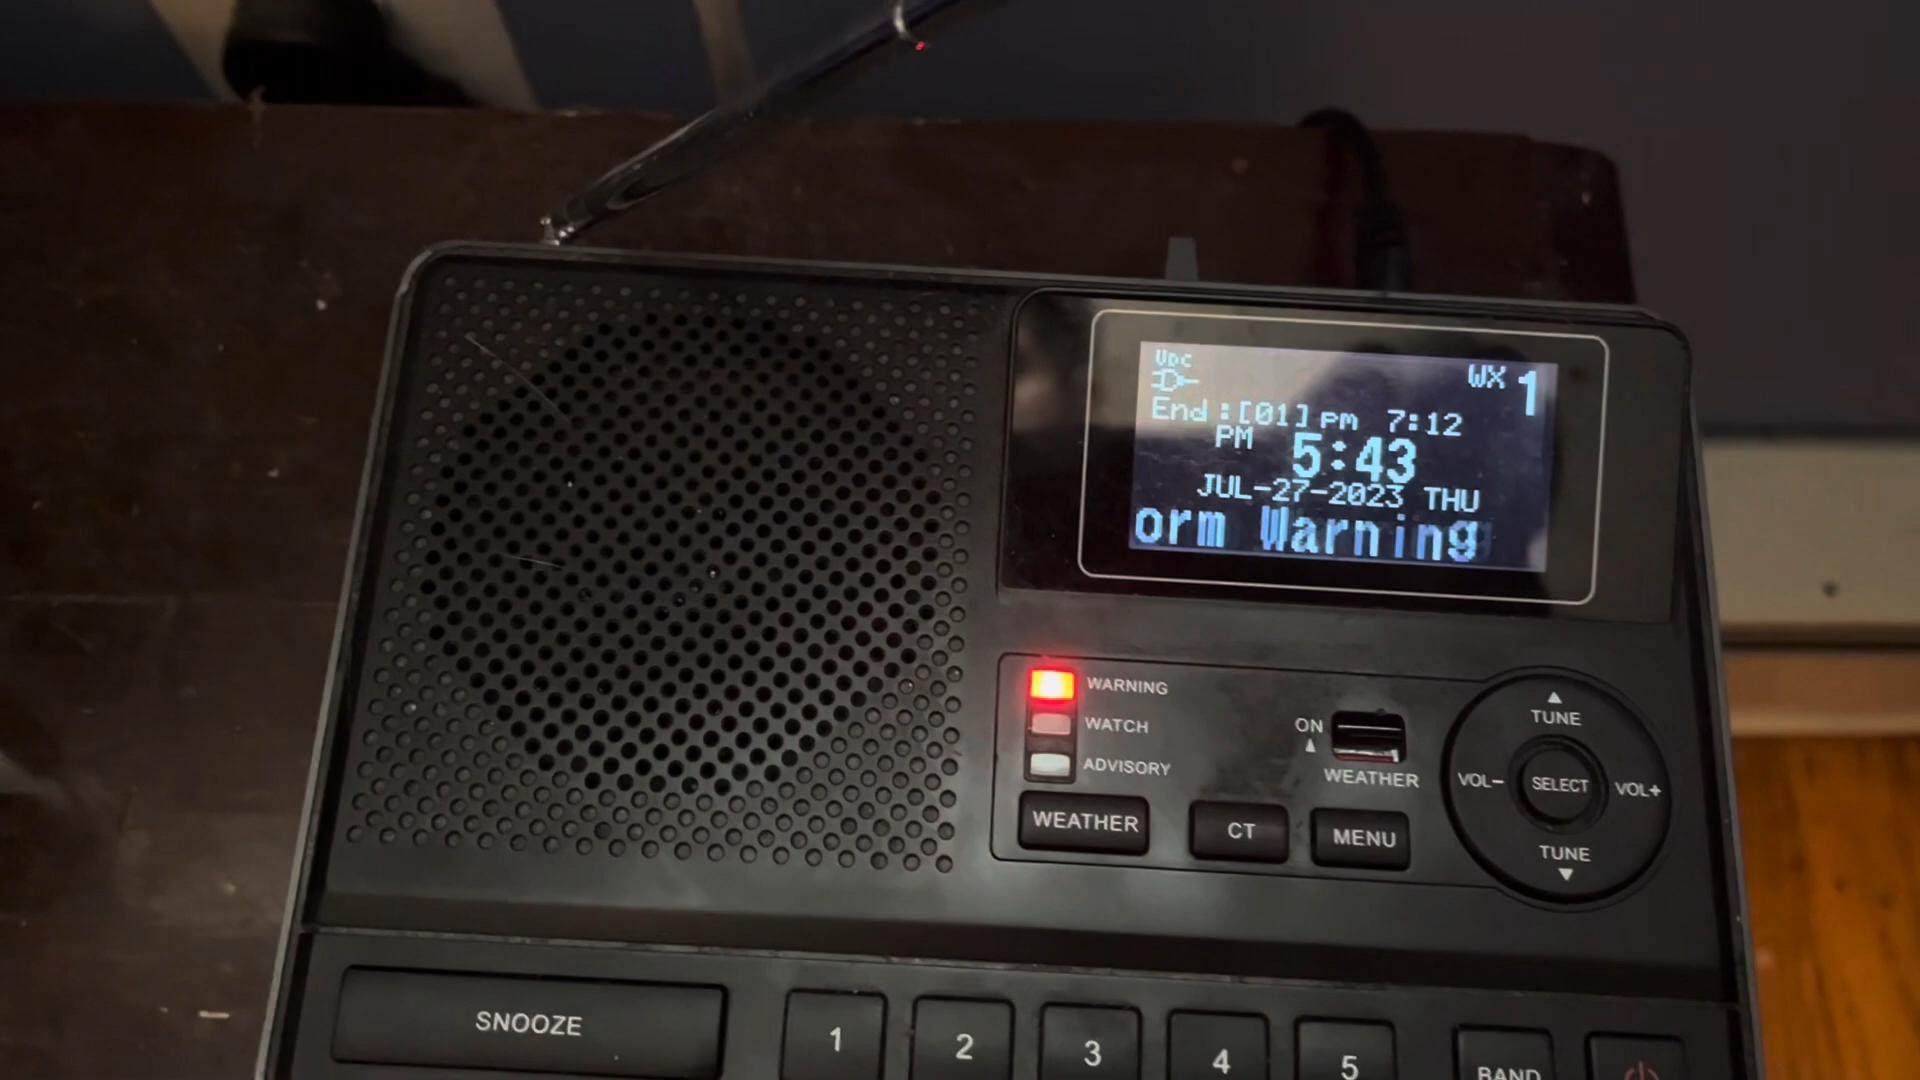 VDC
WX 1
End :[01] pm 7:12
PM 5:43
JUL-27-2023 THU
orm Warning
WARNING
WATCH
ADVISORY
ON
▲
WEATHER
WEATHER
CT
MENU
▲
TUNE
VOL-
SELECT
VOL+
TUNE
▼
SNOOZE
1
2
3
4
5
BAND